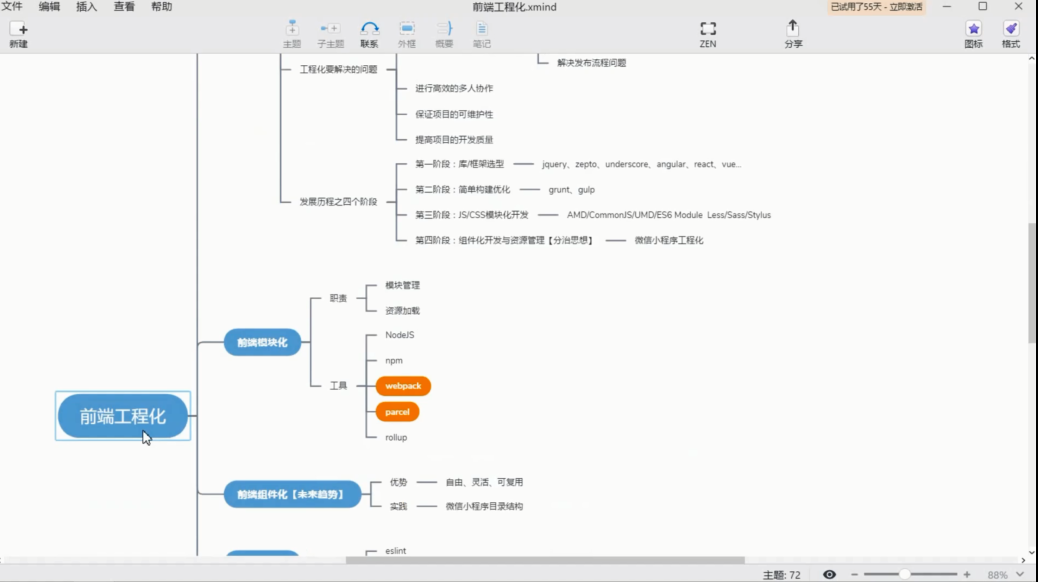 文件 编辑 插入 查看 帮助
前端工程化.xmind
已试用了55天 - 立即激活
新建
主题
子主题
联系
外框
概要
笔记
ZEN
分享
图标
格式
解决发布流程问题
工程化要解决的问题
进行高效的多人协作
保证项目的可维护性
提高项目的开发质量
第一阶段：库/框架选型
jquery、zepto、underscore、angular、react、vue...
第二阶段：简单构建优化
grunt、gulp
发展历程之四个阶段
第三阶段：JS/CSS模块化开发
AMD/CommonJS/UMD/ES6 Module Less/Sass/Stylus
第四阶段：组件化开发与资源管理【分治思想】
微信小程序工程化
模块管理
职责
资源加载
NodeJS
前端模块化
npm
工具
webpack
parcel
前端工程化
rollup
优势
自由、灵活、可复用
前端组件化【未来趋势】
实践
微信小程序目录结构
eslint
主题: 72
88%